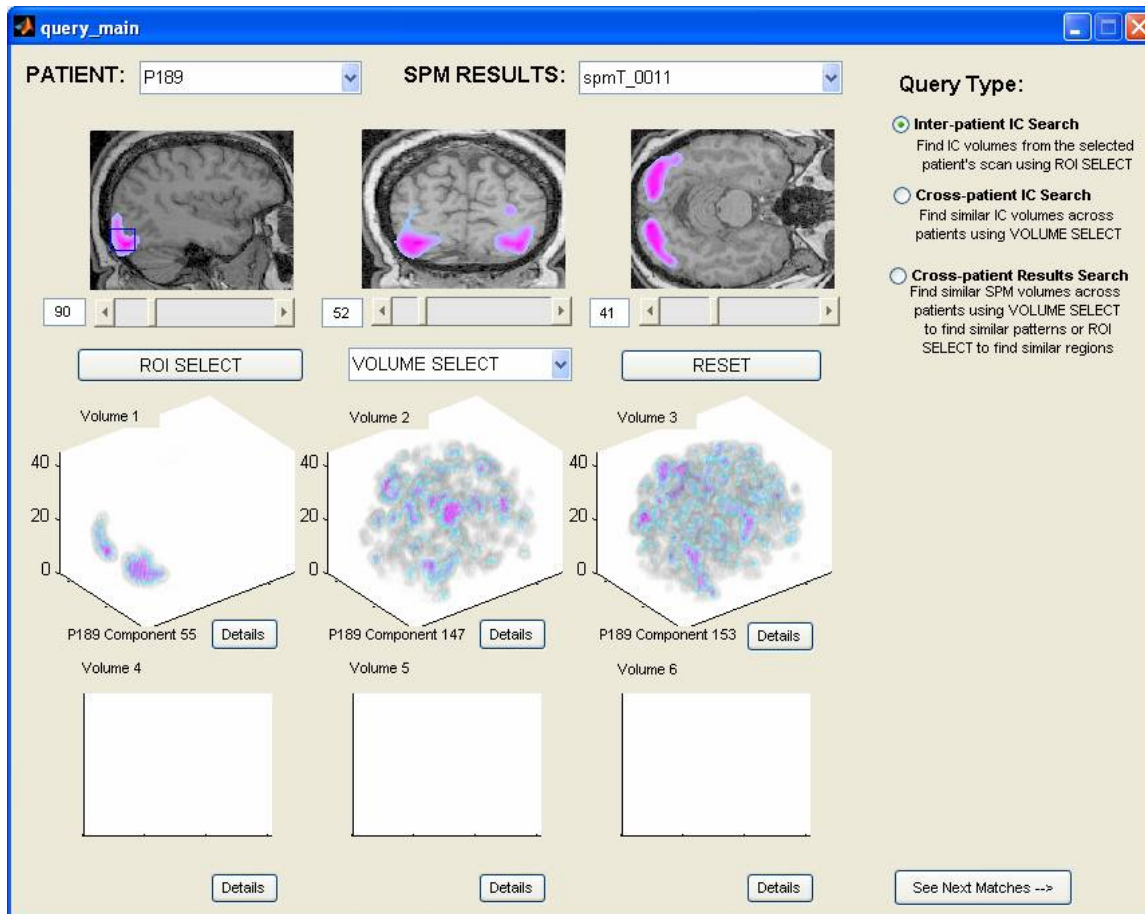 query_main
PATIENT: P189 SPM RESULTS: spmT_0011
Query Type:
Inter-patient IC Search
Find IC volumes from the selected
patient's scan using ROI SELECT
Cross-patient IC Search
Find similar IC volumes across
patients using VOLUME SELECT
Cross-patient Results Search
Find similar SPM volumes across
patients using VOLUME SELECT
to find similar patterns or ROI
SELECT to find similar regions
90 52 41
ROI SELECT VOLUME SELECT RESET
Volume 1 Volume 2 Volume 3
40 40 40
20 20 20
0 0 0
P189 Component 55 Details P189 Component 147 Details P189 Component 153 Details
Volume 4 Volume 5 Volume 6
Details Details Details
See Next Matches -->